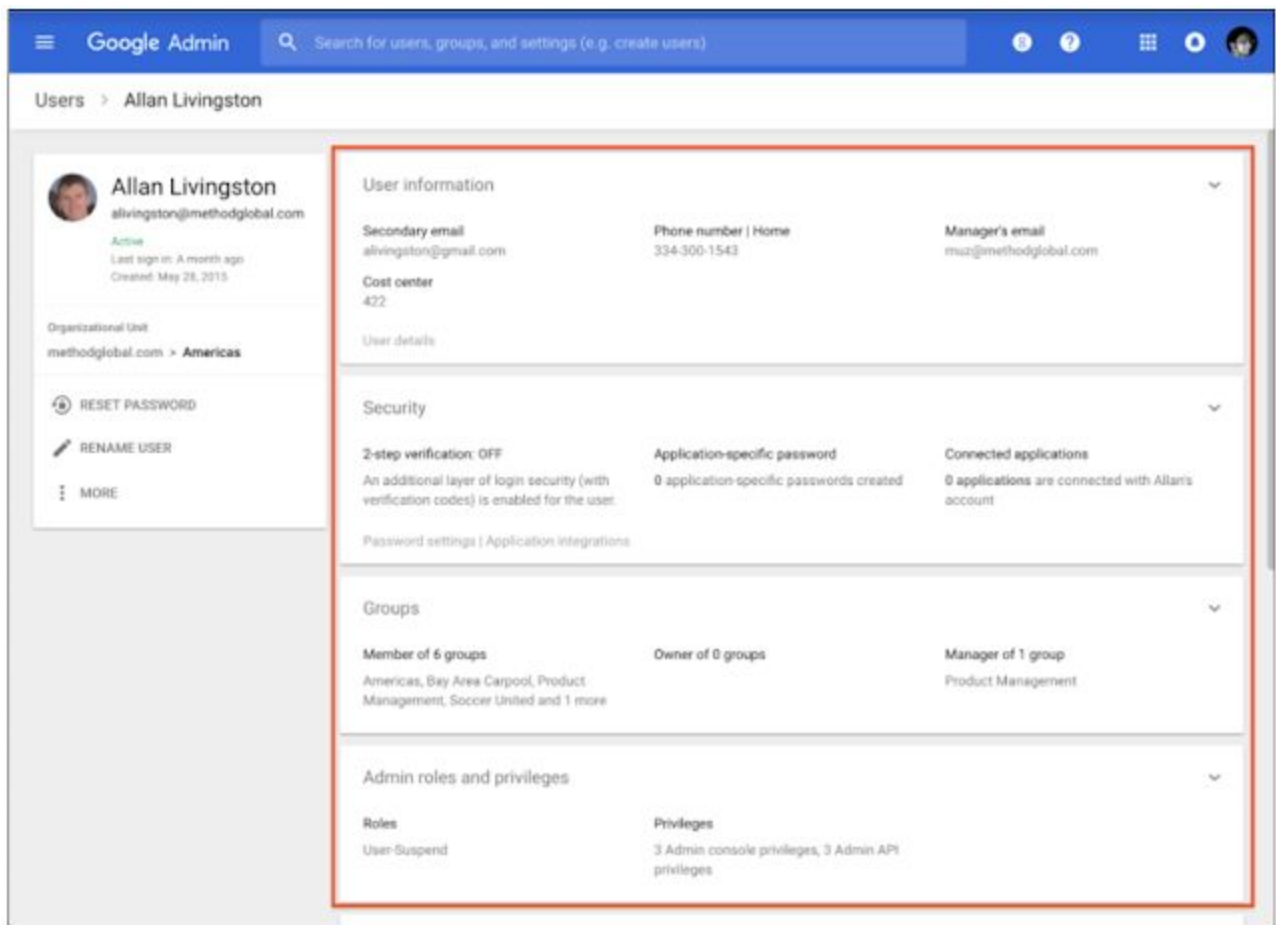 Google Admin
Search for users, groups, and settings (e.g. create users)
8
?
Users > Allan Livingston
Allan Livingston
alivingston@methodglobal.com
Active
Last sign in: A month ago
Created: May 28, 2015
Organizational Unit
methodglobal.com > Americas
RESET PASSWORD
RENAME USER
MORE
User information
Secondary email
alivingston@gmail.com
Phone number | Home
334-300-1543
Manager's email
muz@methodglobal.com
Cost center
422
User details
Security
2-step verification: OFF
An additional layer of login security (with
verification codes) is enabled for the user.
Application-specific password
0 application-specific passwords created
Connected applications
0 applications are connected with Allan's
account
Password settings | Application integrations
Groups
Member of 6 groups
Americas, Bay Area Carpool, Product
Management, Soccer United and 1 more
Owner of 0 groups
Manager of 1 group
Product Management
Admin roles and privileges
Roles
User-Suspend
Privileges
3 Admin console privileges, 3 Admin API
privileges